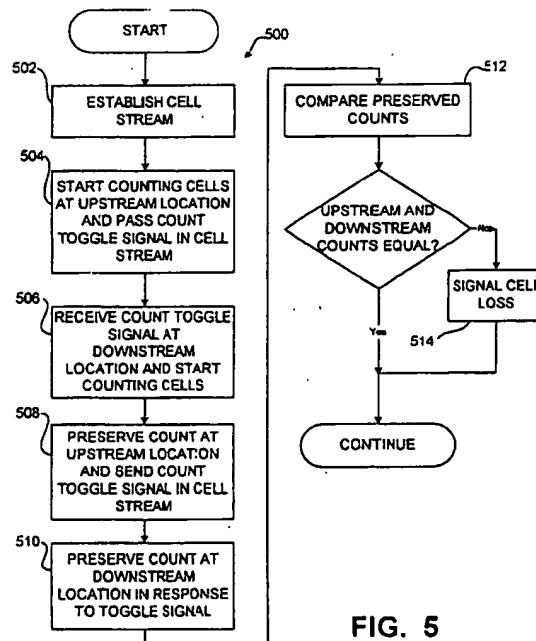 START
500
502
ESTABLISH CELL
STREAM
504
START COUNTING CELLS
AT UPSTREAM LOCATION
AND PASS COUNT
TOGGLE SIGNAL IN CELL
STREAM
506
RECEIVE COUNT TOGGLE
SIGNAL AT
DOWNSTREAM
LOCATION AND START
COUNTING CELLS
508
PRESERVE COUNT AT
UPSTREAM LOCATION
AND SEND COUNT
TOGGLE SIGNAL IN CELL
STREAM
510
PRESERVE COUNT AT
DOWNSTREAM
LOCATION IN RESPONSE
TO TOGGLE SIGNAL
512
COMPARE PRESERVED
COUNTS
UPSTREAM AND
DOWNSTREAM
COUNTS EQUAL?
Yes
SIGNAL CELL
LOSS
514
CONTINUE
FIG. 5